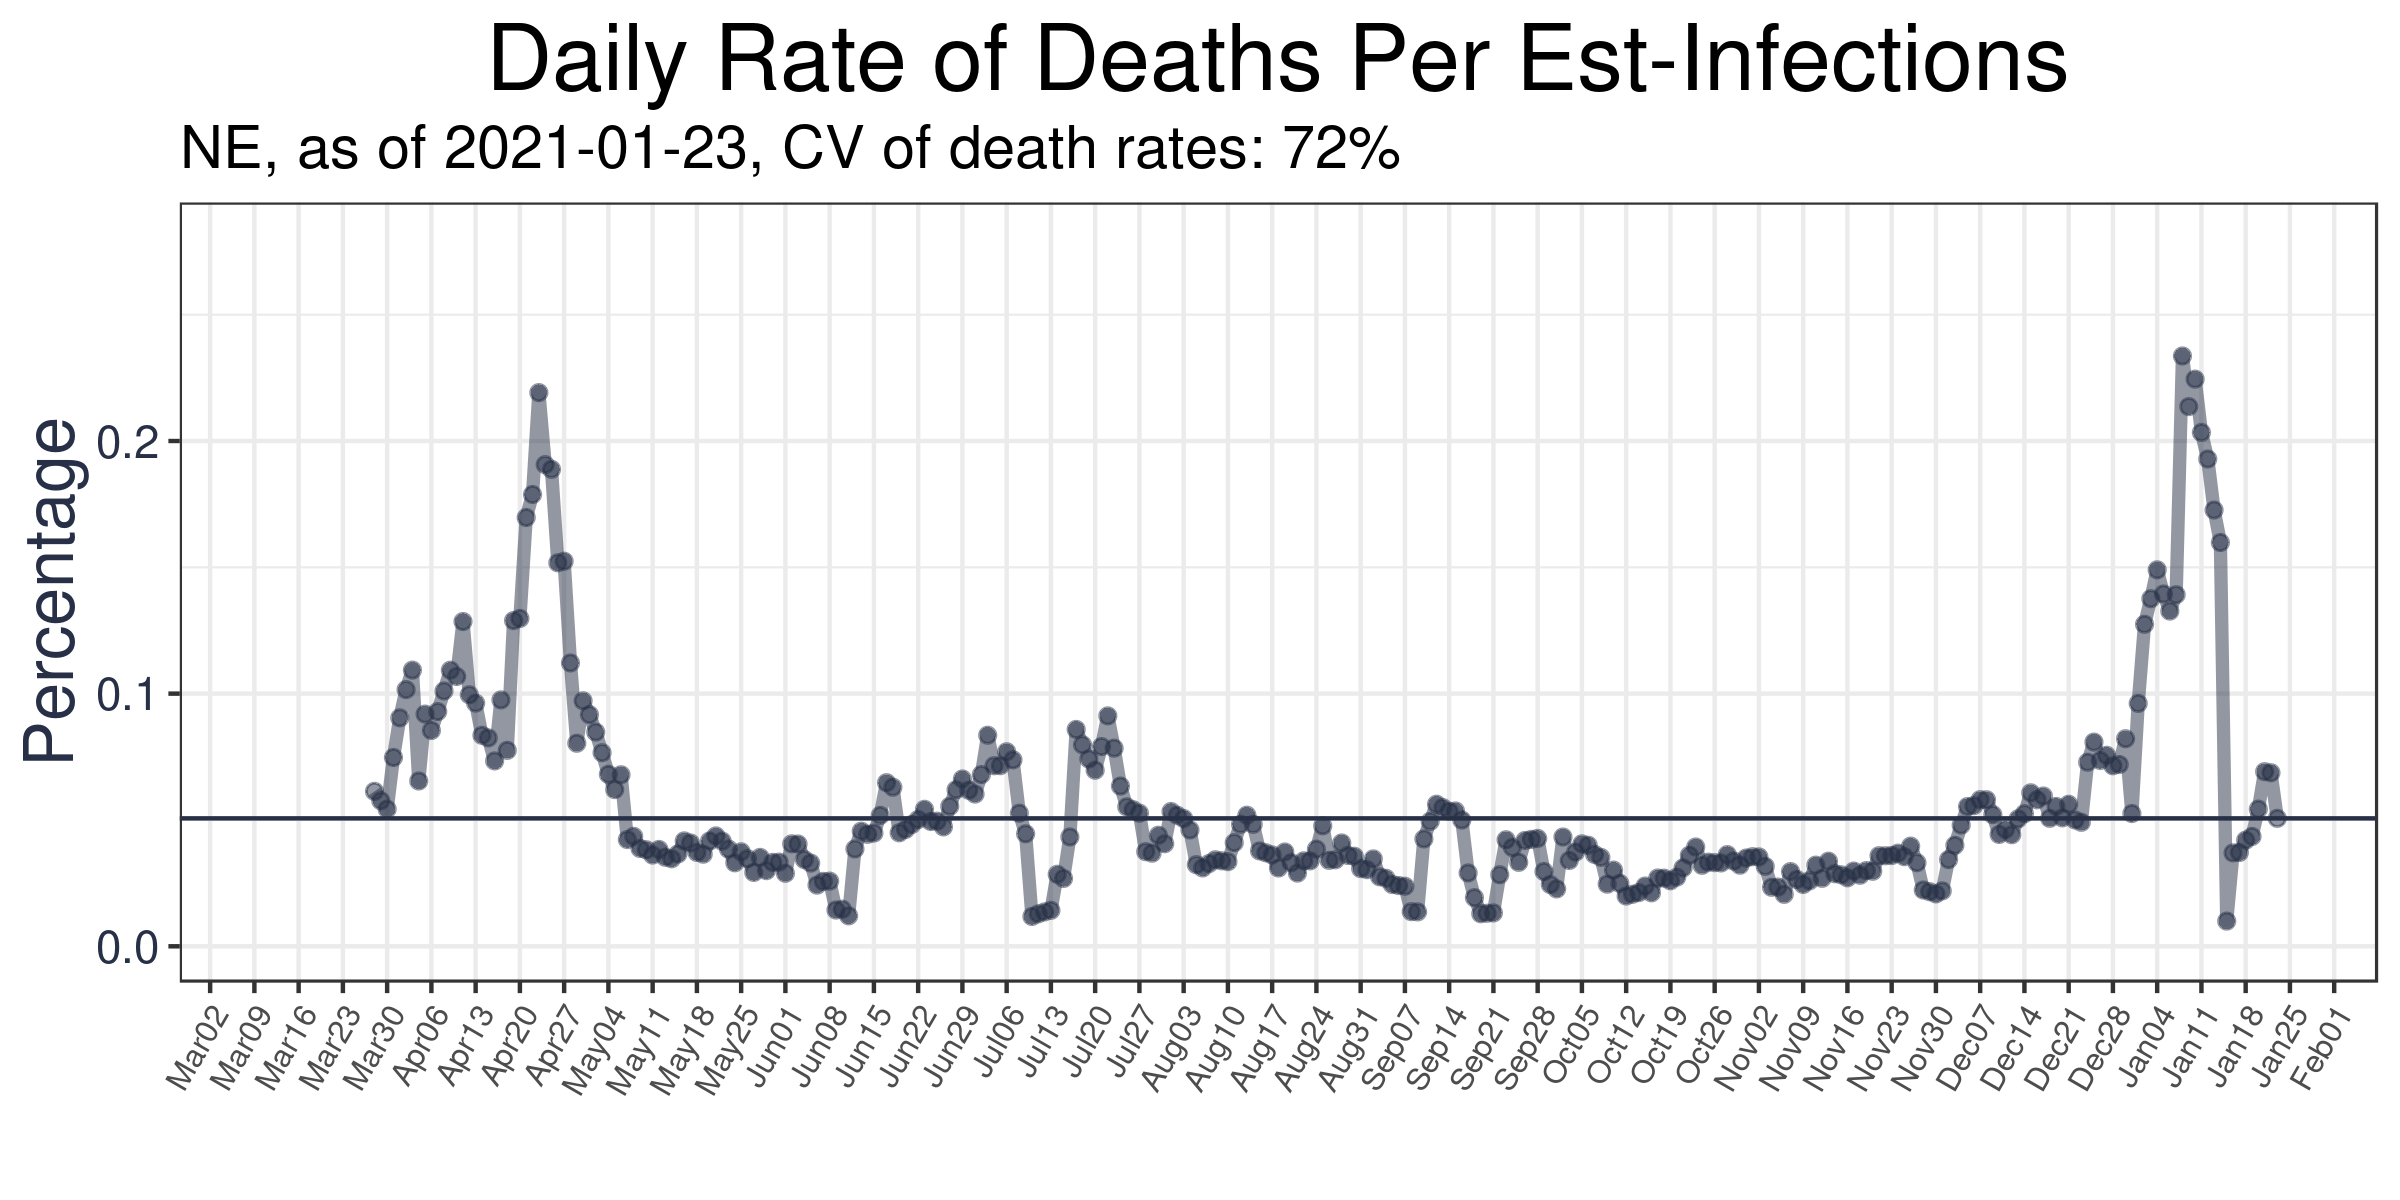 Daily Rate of Deaths Per Est-Infections
NE, as of 2021-01-23, CV of death rates: 72%
Percentage
0.2
0.1
0.0
Mar02
Mar09
Mar16
Mar23
Mar30
Apr06
Apr13
Apr20
Apr27
May04
May11
May18
May25
Jun01
Jun08
Jun15
Jun22
Jun29
Jul06
Jul13
Jul20
Jul27
Aug03
Aug10
Aug17
Aug24
Aug31
Sep07
Sep14
Sep21
Sep28
Oct05
Oct12
Oct19
Oct26
Nov02
Nov09
Nov16
Nov23
Nov30
Dec07
Dec14
Dec21
Dec28
Jan04
Jan11
Jan18
Jan25
Feb01